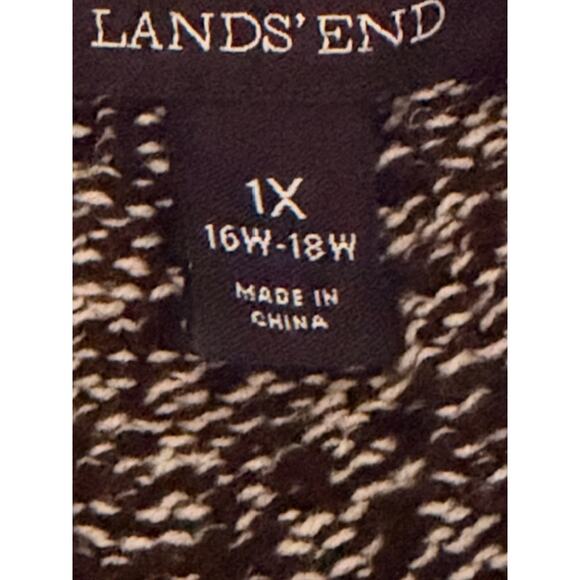 LANDS' END
1X
16W-18W
MADE IN
CHINA